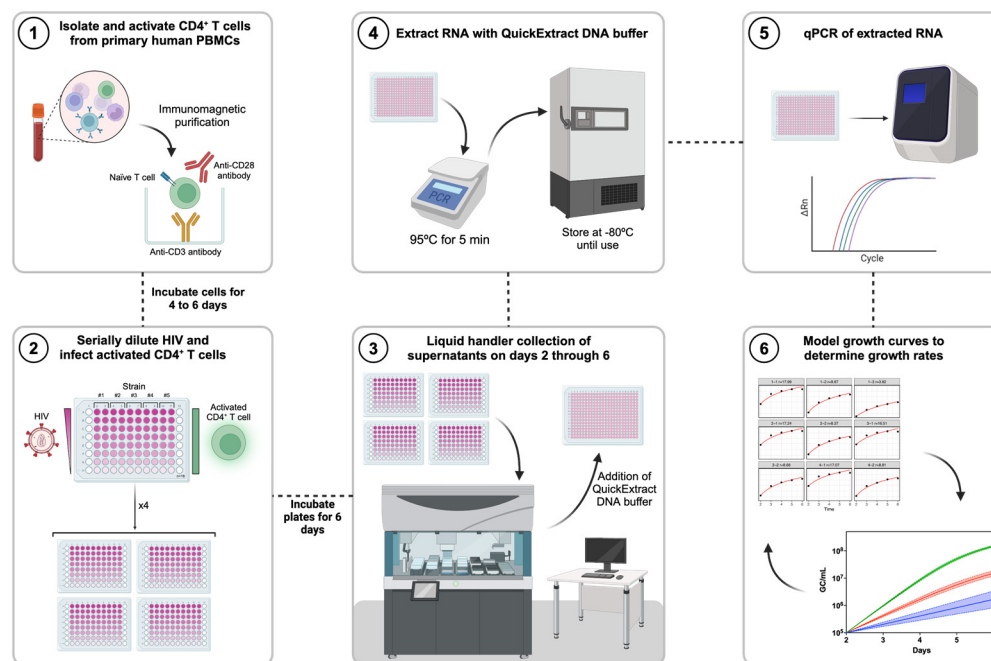 1
Isolate and activate CD4⁺ T cells
from primary human PBMCs
Immunomagnetic
purification
Anti-CD28
antibody
Naïve T cell
Anti-CD3 antibody
Incubate cells for
4 to 6 days
2
Serially dilute HIV and
infect activated CD4⁺ T cells
Strain
#1 #2 #3 #4 #5
HIV
Activated
CD4⁺ T cell
x4
Incubate
plates for 6
days
3
Liquid handler collection of
supernatants on days 2 through 6
Addition of
QuickExtract
DNA buffer
4
Extract RNA with QuickExtract DNA buffer
PCR
95ºC for 5 min
Store at -80ºC
until use
5
qPCR of extracted RNA
ΔRn
Cycle
6
Model growth curves to
determine growth rates
Time
GC/mL
10⁸
10⁷
10⁶
10⁵
2 3 4 5
Days